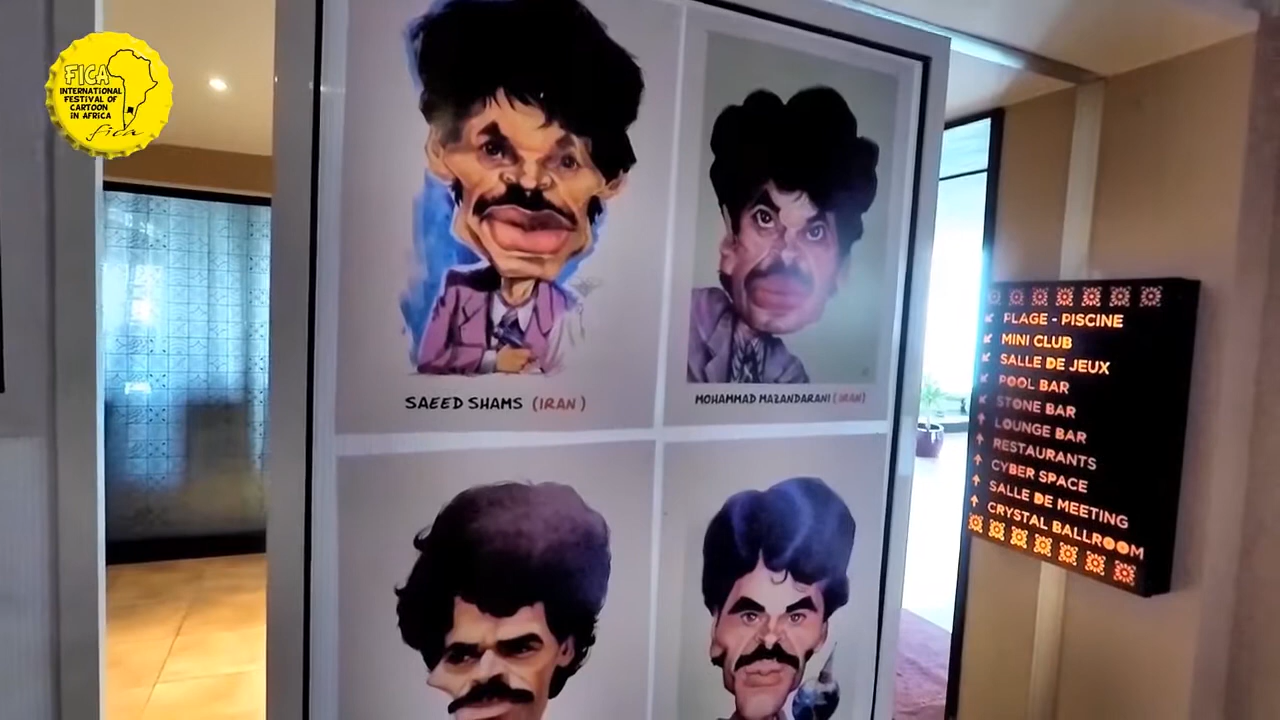 FICA
INTERNATIONAL
FESTIVAL OF
CARTOON
IN AFRICA
fica
SAEED SHAMS (IRAN)
MOHAMMAD MAZANDARANI (IRAN)
PLAGE - PISCINE
MINI CLUB
SALLE DE JEUX
POOL BAR
STONE BAR
LOUNGE BAR
RESTAURANTS
CYBER SPACE
SALLE DE MEETING
CRYSTAL BALLROOM